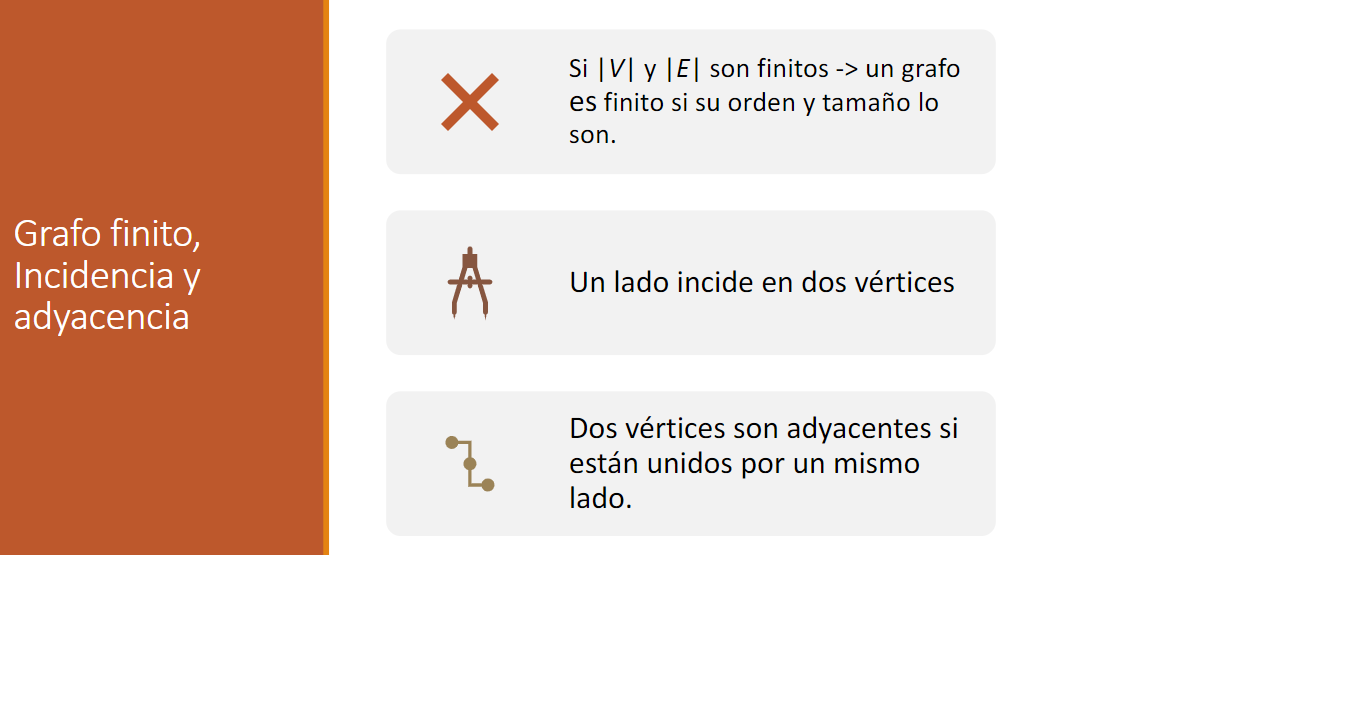 Grafo finito,
Incidencia y
adyacencia
Si |V| y |E| son finitos -> un grafo
es finito si su orden y tamaño lo
son.
Un lado incide en dos vértices
Dos vértices son adyacentes si
están unidos por un mismo
lado.